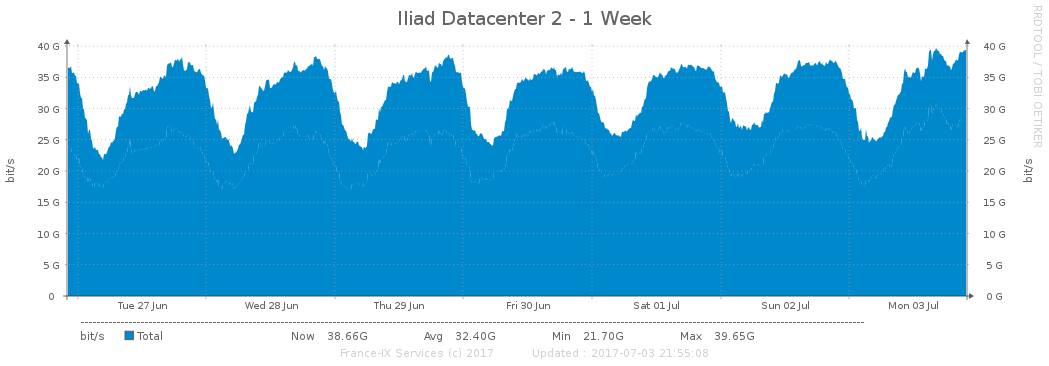 Iliad Datacenter 2 - 1 Week
RRDTOOL / TOBI OETIKER
40 G 40 G
35 G 35 G
30 G 30 G
25 G 25 G
20 G 20 G
15 G 15 G
10 G 10 G
5 G 5 G
0 0 G
bit/s bit/s
Tue 27 Jun Wed 28 Jun Thu 29 Jun Fri 30 Jun Sat 01 Jul Sun 02 Jul Mon 03 Jul
bit/s Total Now 38.66G Avg 32.40G Min 21.70G Max 39.65G
France-IX Services (c) 2017 Updated : 2017-07-03 21:55:08